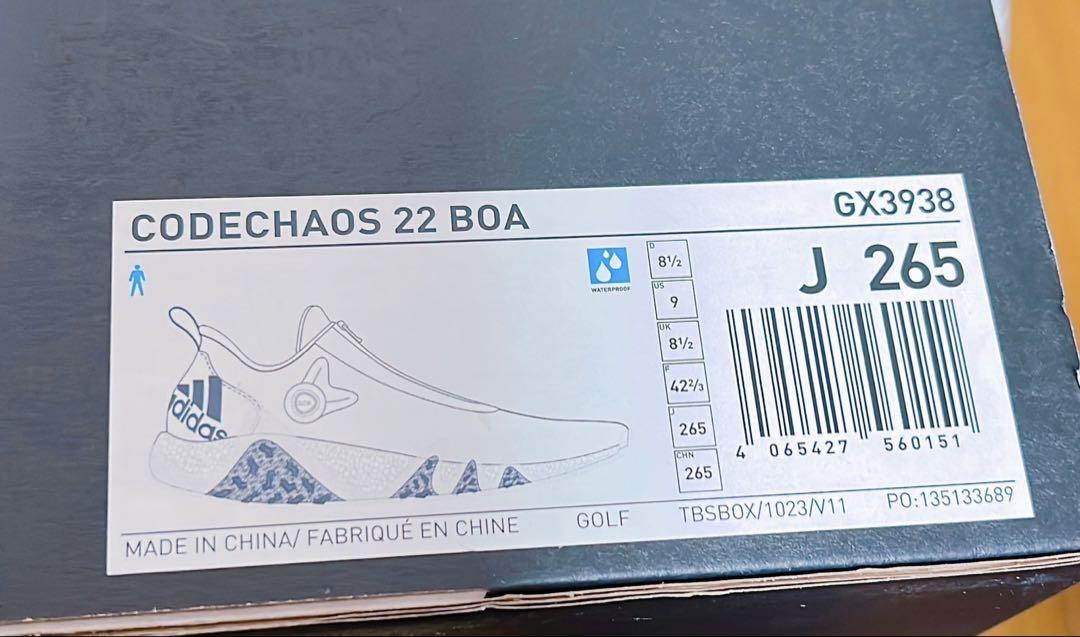 CODECHAOS 22 BOA
GX3938
WATERPROOF
D
8½
US
9
UK
8½
F
42⅔
J
265
CHN
265
J 265
4 065427 560151
adidas
MADE IN CHINA/ FABRIQUÉ EN CHINE
GOLF
TBSBOX/1023/V11
PO:135133689